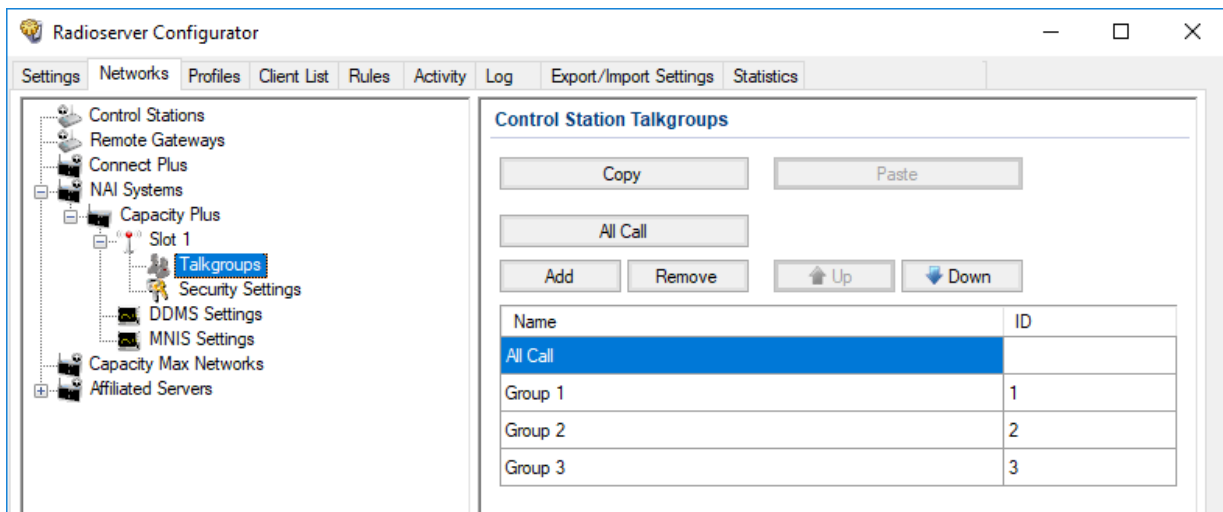 Radioserver Configurator
Settings Networks Profiles Client List Rules Activity Log Export/Import Settings Statistics
Control Stations
Remote Gateways
Connect Plus
NAI Systems
Capacity Plus
Slot 1
Talkgroups
Security Settings
DDMS Settings
MNIS Settings
Capacity Max Networks
Affiliated Servers
Control Station Talkgroups
Copy Paste
All Call
Add Remove Up Down
Name ID
All Call
Group 1 1
Group 2 2
Group 3 3